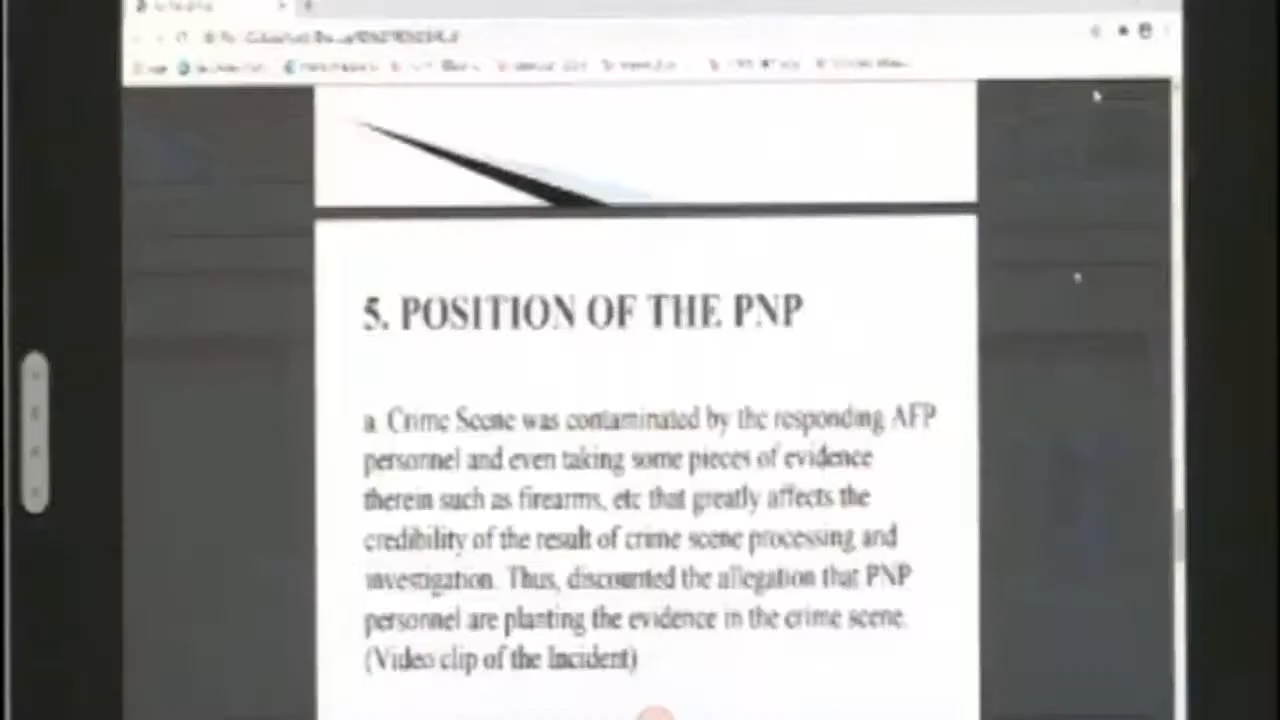 5. POSITION OF THE PNP
a. Crime Scene was contaminated by the responding AFP
personnel and even taking some pieces of evidence
therein such as firearms, etc that greatly affects the
credibility of the result of crime scene processing and
investigation. Thus, discounted the allegation that PNP
personnel are planting the evidence in the crime scene.
(Video clip of the Incident)